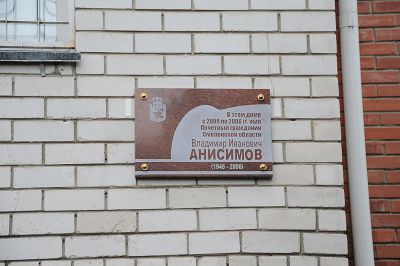 В этом доме
с 2000 по 2006 гг. жил
Почетный гражданин
Смоленской области
Владимир Иванович
АНИСИМОВ
(1948 - 2006)